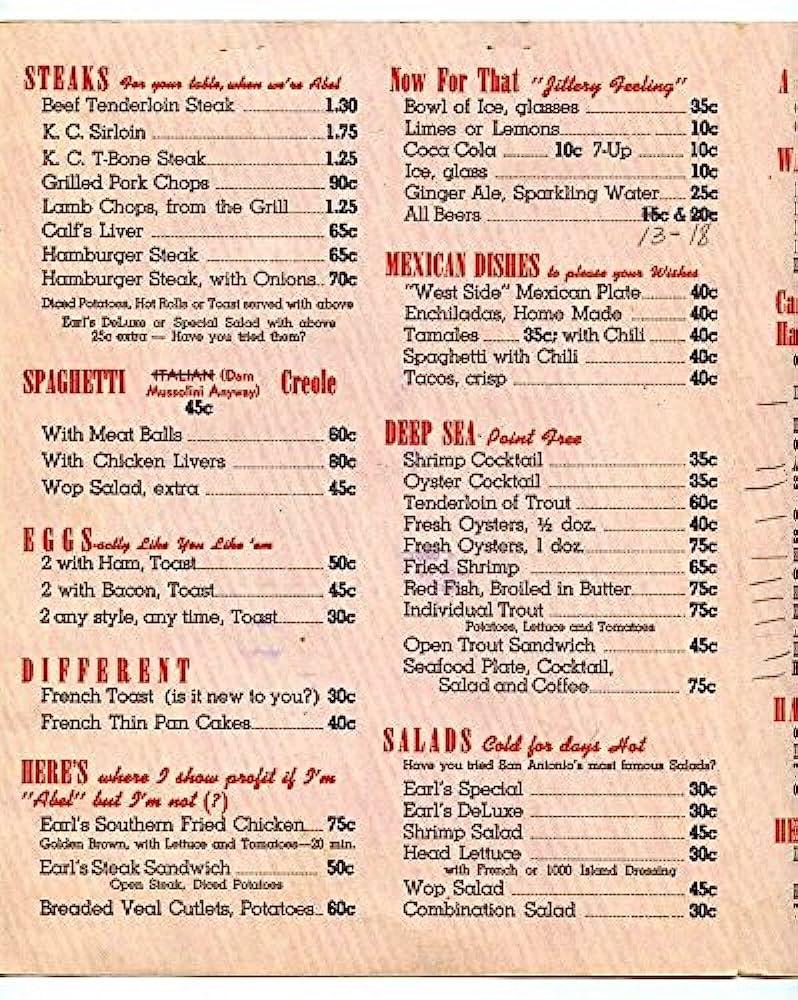 STEAKS For your table, when we're Abel
Beef Tenderloin Steak 1.30
K. C. Sirloin 1.75
K. C. T-Bone Steak 1.25
Grilled Pork Chops 90c
Lamb Chops, from the Grill 1.25
Calf's Liver 65c
Hamburger Steak 65c
Hamburger Steak, with Onions 70c
Diced Potatoes, Hot Rolls or Toast served with above
Earl's DeLuxe or Special Salad with above
25c extra — Have you tried them?
SPAGHETTI ITALIAN (Darn
Mussolini Anyway) Creole
45c
With Meat Balls 60c
With Chicken Livers 80c
Wop Salad, extra 45c
EGGS-actly Like You Like 'em
2 with Ham, Toast 50c
2 with Bacon, Toast 45c
2 any style, any time, Toast 30c
DIFFERENT
French Toast (is it new to you?) 30c
French Thin Pan Cakes 40c
HERE'S where I show profit if I'm
"Abel" but I'm not (?)
Earl's Southern Fried Chicken 75c
Golden Brown, with Lettuce and Tomatoes—20 min.
Earl's Steak Sandwich 50c
Open Steak, Diced Potatoes
Breaded Veal Cutlets, Potatoes 60c
Now For That "Jittery Feeling"
Bowl of Ice, glasses 35c
Limes or Lemons 10c
Coca Cola 10c 7-Up 10c
Ice, glass 10c
Ginger Ale, Sparkling Water 25c
All Beers 15c & 20c
13-18
MEXICAN DISHES to please your Wishes
"West Side" Mexican Plate 40c
Enchiladas, Home Made 40c
Tamales 35c; with Chili 40c
Spaghetti with Chili 40c
Tacos, crisp 40c
DEEP SEA - Point Free
Shrimp Cocktail 35c
Oyster Cocktail 35c
Tenderloin of Trout 60c
Fresh Oysters, ½ doz. 40c
Fresh Oysters, 1 doz. 75c
Fried Shrimp 65c
Red Fish, Broiled in Butter 75c
Individual Trout 75c
Potatoes, Lettuce and Tomatoes
Open Trout Sandwich 45c
Seafood Plate, Cocktail,
Salad and Coffee 75c
SALADS Cold for days Hot
Have you tried San Antonio's most famous Salads?
Earl's Special 30c
Earl's DeLuxe 30c
Shrimp Salad 45c
Head Lettuce 30c
with French or 1000 Island Dressing
Wop Salad 45c
Combination Salad 30c